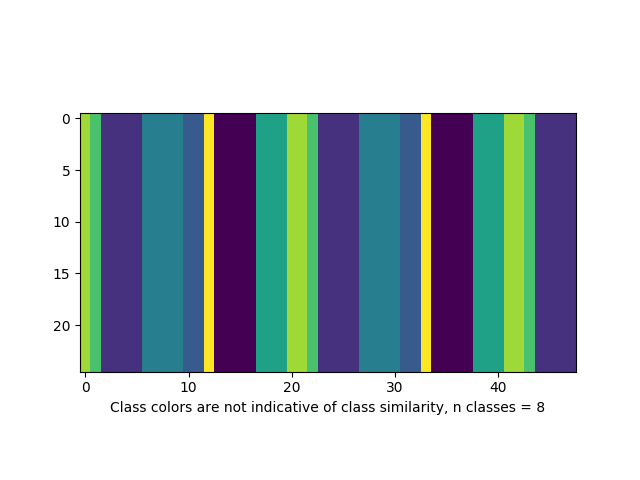 0
5
10
15
20
0 10 20 30 40
Class colors are not indicative of class similarity, n classes = 8